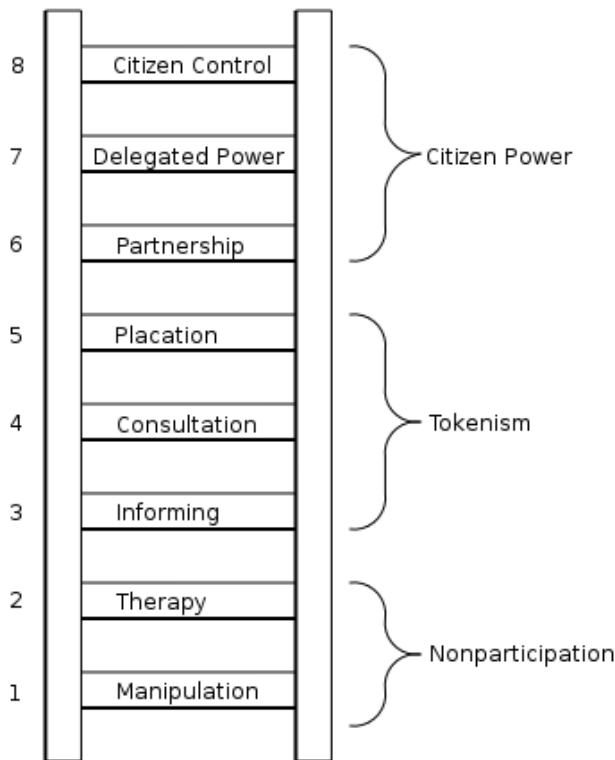 8 Citizen Control
7 Delegated Power
Citizen Power
6 Partnership
5 Placation
4 Consultation
Tokenism
3 Informing
2 Therapy
Nonparticipation
1 Manipulation